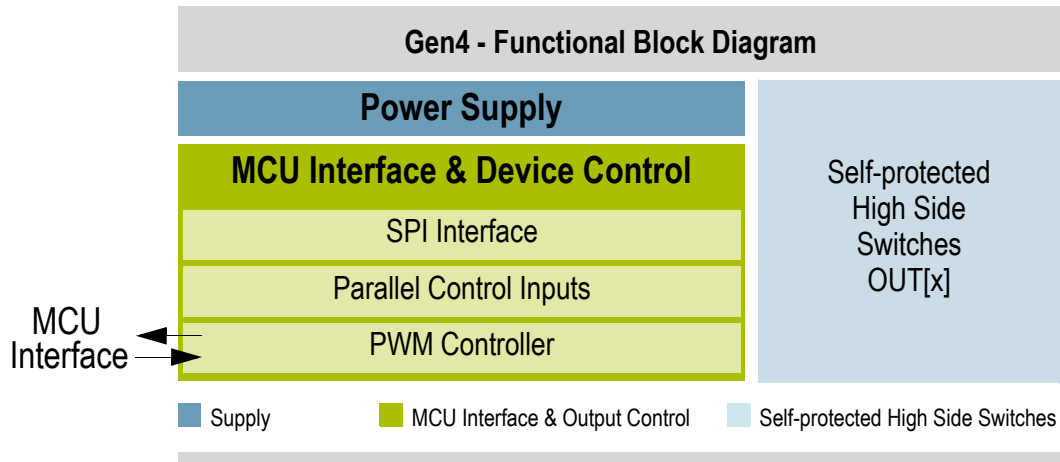 Gen4 - Functional Block Diagram
Power Supply
MCU Interface & Device Control
SPI Interface
Parallel Control Inputs
PWM Controller
MCU
Interface
Self-protected
High Side
Switches
OUT[x]
Supply
MCU Interface & Output Control
Self-protected High Side Switches